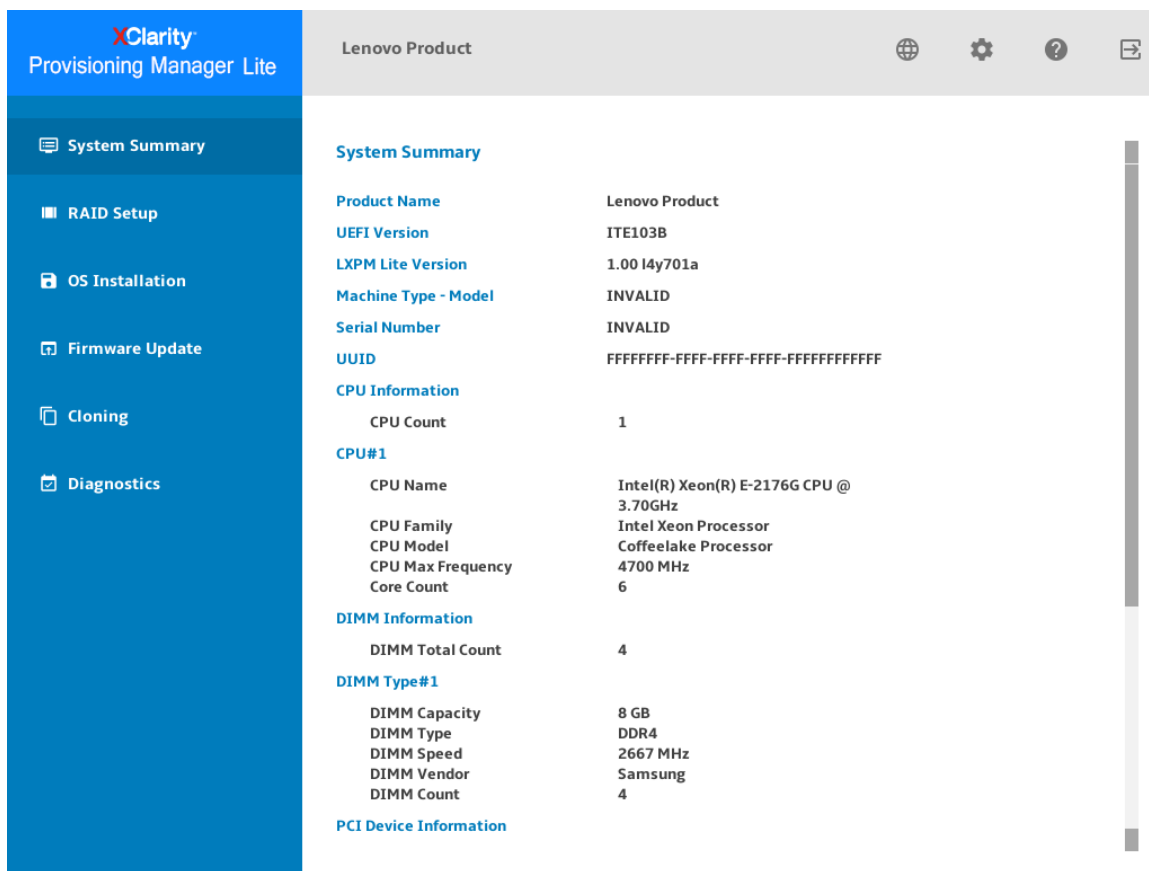 XClarity
Provisioning Manager Lite
Lenovo Product
System Summary
RAID Setup
OS Installation
Firmware Update
Cloning
Diagnostics
System Summary
Product Name Lenovo Product
UEFI Version ITE103B
LXPM Lite Version 1.00 l4y701a
Machine Type - Model INVALID
Serial Number INVALID
UUID FFFFFFFF-FFFF-FFFF-FFFF-FFFFFFFFFFFF
CPU Information
CPU Count 1
CPU#1
CPU Name Intel(R) Xeon(R) E-2176G CPU @
3.70GHz
CPU Family Intel Xeon Processor
CPU Model Coffeelake Processor
CPU Max Frequency 4700 MHz
Core Count 6
DIMM Information
DIMM Total Count 4
DIMM Type#1
DIMM Capacity 8 GB
DIMM Type DDR4
DIMM Speed 2667 MHz
DIMM Vendor Samsung
DIMM Count 4
PCI Device Information